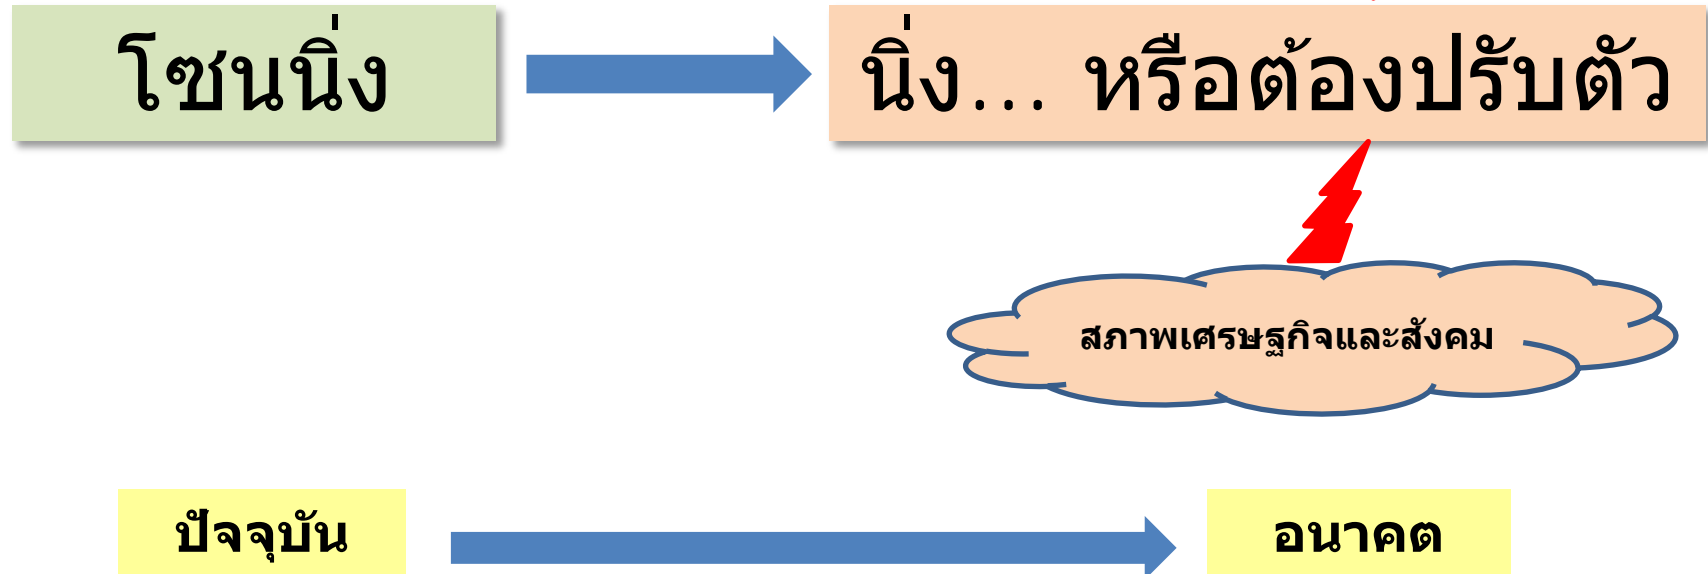 โซนนิ่ง
นิ่ง... หรือต้องปรับตัว
สภาพเศรษฐกิจและสังคม
ปัจจุบัน
อนาคต